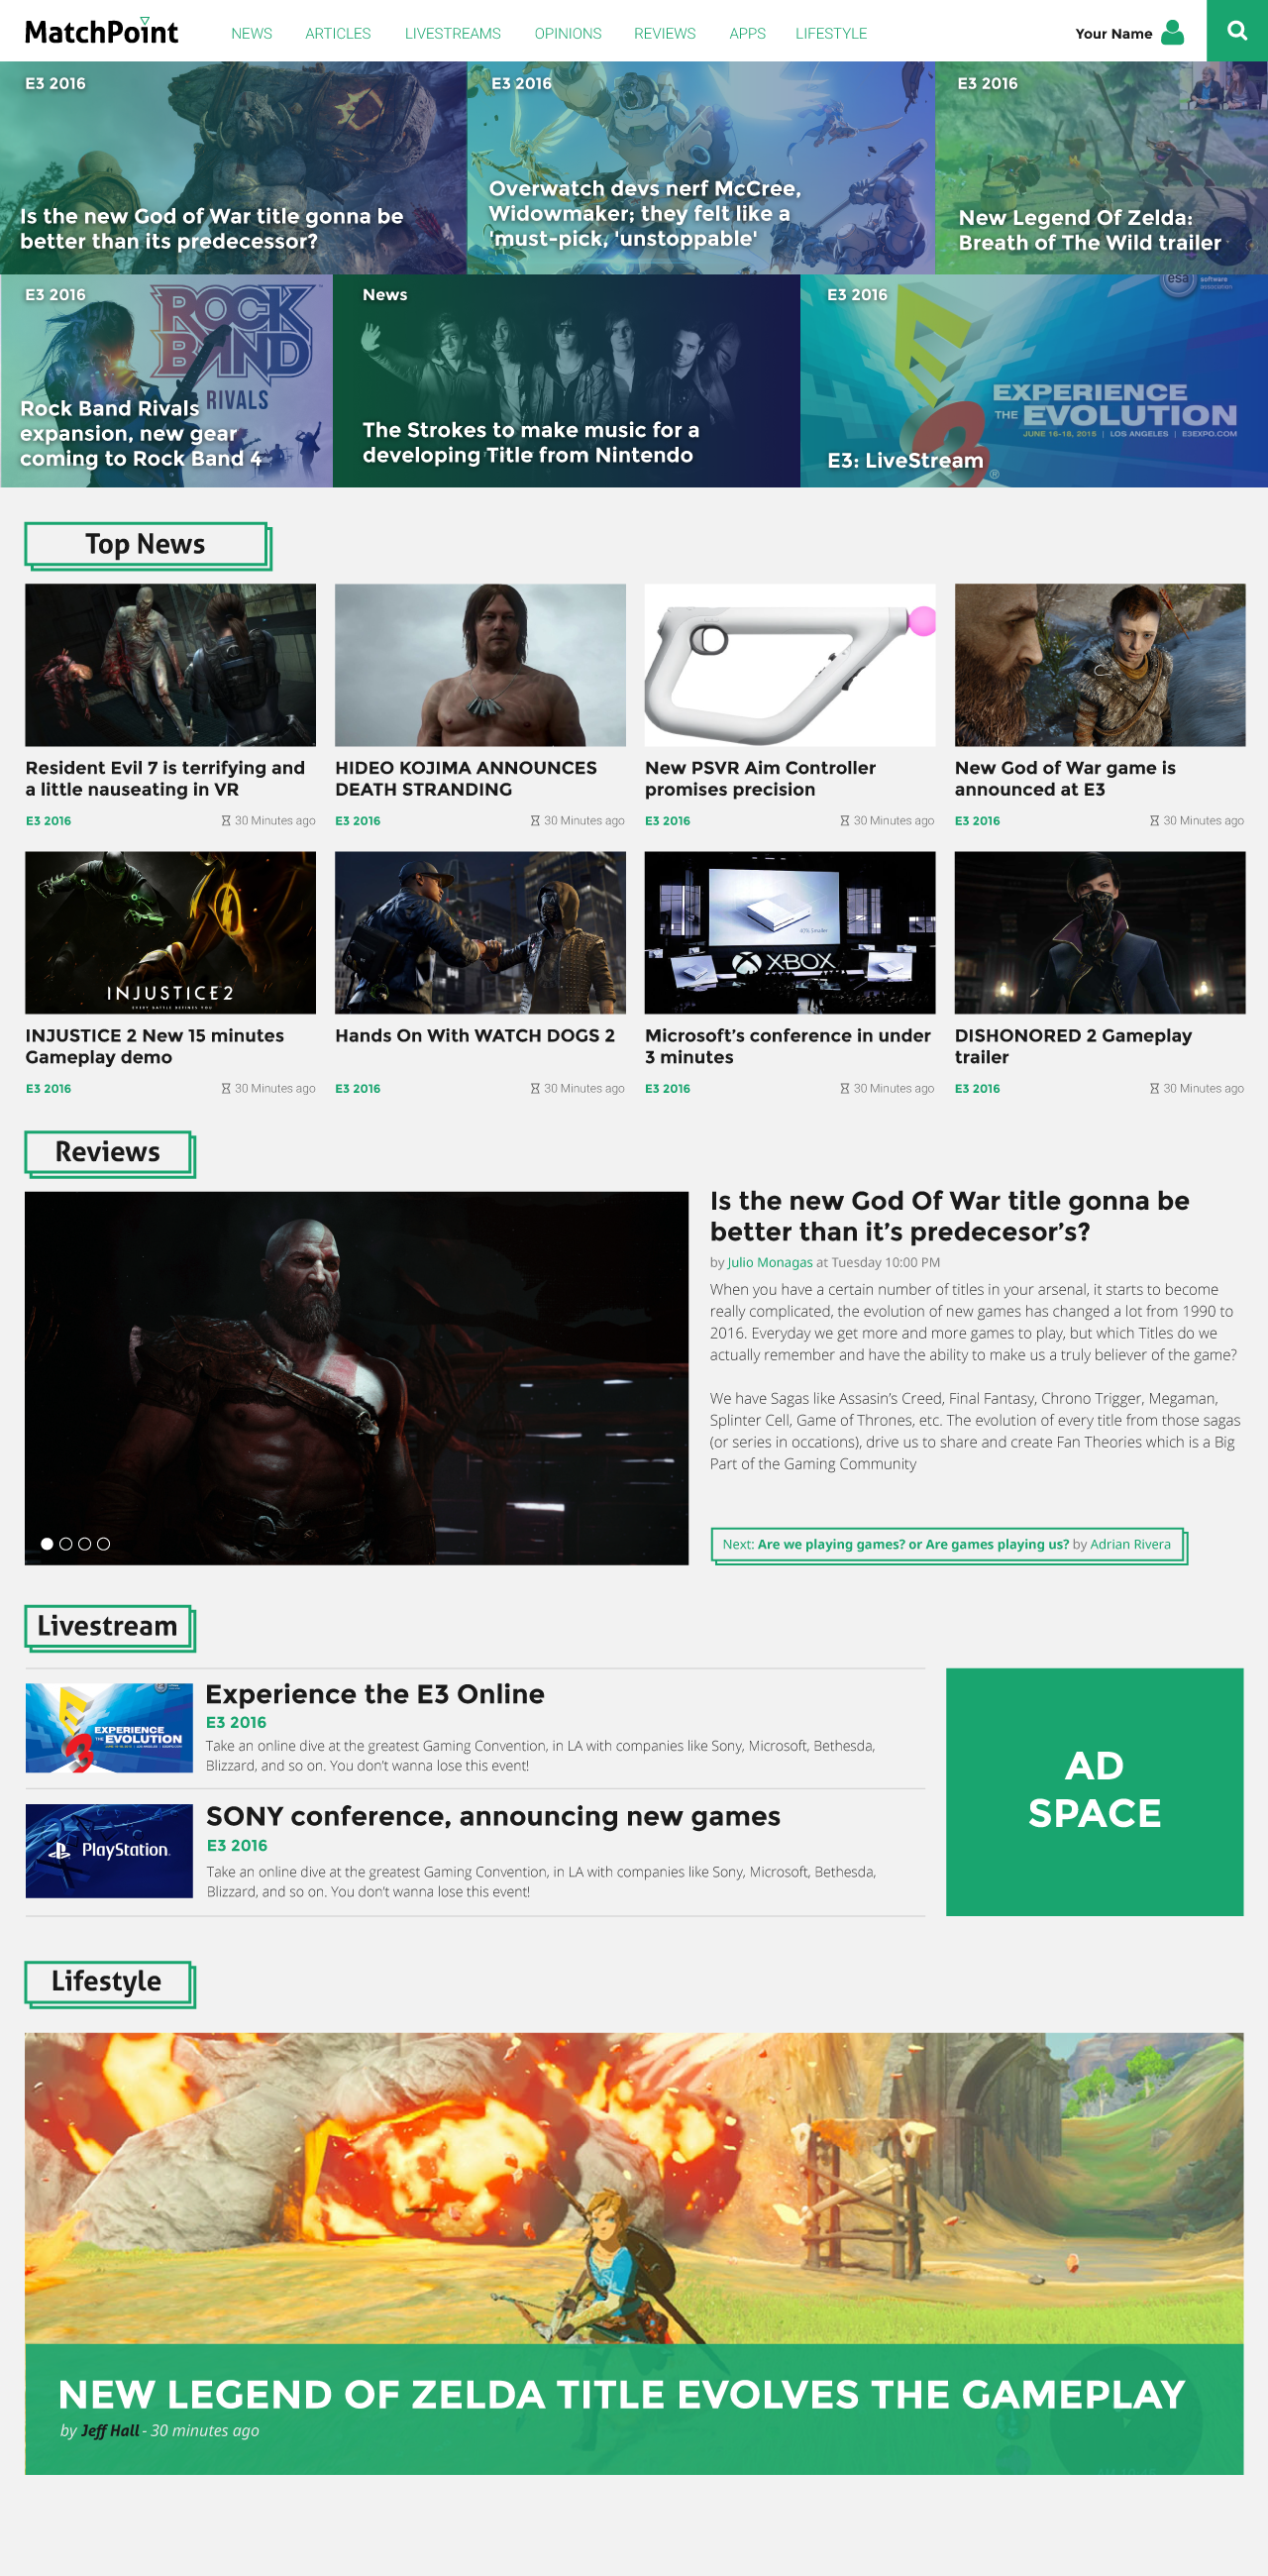 MatchPoint
NEWS ARTICLES LIVESTREAMS OPINIONS REVIEWS APPS LIFESTYLE
Your Name
E3 2016
Is the new God of War title gonna be
better than its predecessor?
E3 2016
Overwatch devs nerf McCree,
Widowmaker; they felt like a
'must-pick, 'unstoppable'
E3 2016
New Legend Of Zelda:
Breath of The Wild trailer
E3 2016
ROCK
BAND
RIVALS
Rock Band Rivals
expansion, new gear
coming to Rock Band 4
News
The Strokes to make music for a
developing Title from Nintendo
E3 2016
esa software
association
E3
EXPERIENCE
THE EVOLUTION
JUNE 16-18, 2015 | LOS ANGELES | E3EXPO.COM
E3: LiveStream
Top News
Resident Evil 7 is terrifying and
a little nauseating in VR
E3 2016 30 Minutes ago
HIDEO KOJIMA ANNOUNCES
DEATH STRANDING
E3 2016 30 Minutes ago
New PSVR Aim Controller
promises precision
E3 2016 30 Minutes ago
New God of War game is
announced at E3
E3 2016 30 Minutes ago
INJUSTICE 2
EVERY BATTLE DEFINES YOU
INJUSTICE 2 New 15 minutes
Gameplay demo
E3 2016 30 Minutes ago
Hands On With WATCH DOGS 2
E3 2016 30 Minutes ago
40% Smaller
XBOX
Microsoft’s conference in under
3 minutes
E3 2016 30 Minutes ago
DISHONORED 2 Gameplay
trailer
E3 2016 30 Minutes ago
Reviews
Is the new God Of War title gonna be
better than it’s predecesor’s?
by Julio Monagas at Tuesday 10:00 PM
When you have a certain number of titles in your arsenal, it starts to become
really complicated, the evolution of new games has changed a lot from 1990 to
2016. Everyday we get more and more games to play, but which Titles do we
actually remember and have the ability to make us a truly believer of the game?
We have Sagas like Assasin’s Creed, Final Fantasy, Chrono Trigger, Megaman,
Splinter Cell, Game of Thrones, etc. The evolution of every title from those sagas
(or series in occations), drive us to share and create Fan Theories which is a Big
Part of the Gaming Community
Next: Are we playing games? or Are games playing us? by Adrian Rivera
Livestream
E3
EXPERIENCE
THE EVOLUTION
Experience the E3 Online
E3 2016
Take an online dive at the greatest Gaming Convention, in LA with companies like Sony, Microsoft, Bethesda,
Blizzard, and so on. You don't wanna lose this event!
PlayStation.
SONY conference, announcing new games
E3 2016
Take an online dive at the greatest Gaming Convention, in LA with companies like Sony, Microsoft, Bethesda,
Blizzard, and so on. You don't wanna lose this event!
AD
SPACE
Lifestyle
NEW LEGEND OF ZELDA TITLE EVOLVES THE GAMEPLAY
by Jeff Hall - 30 minutes ago